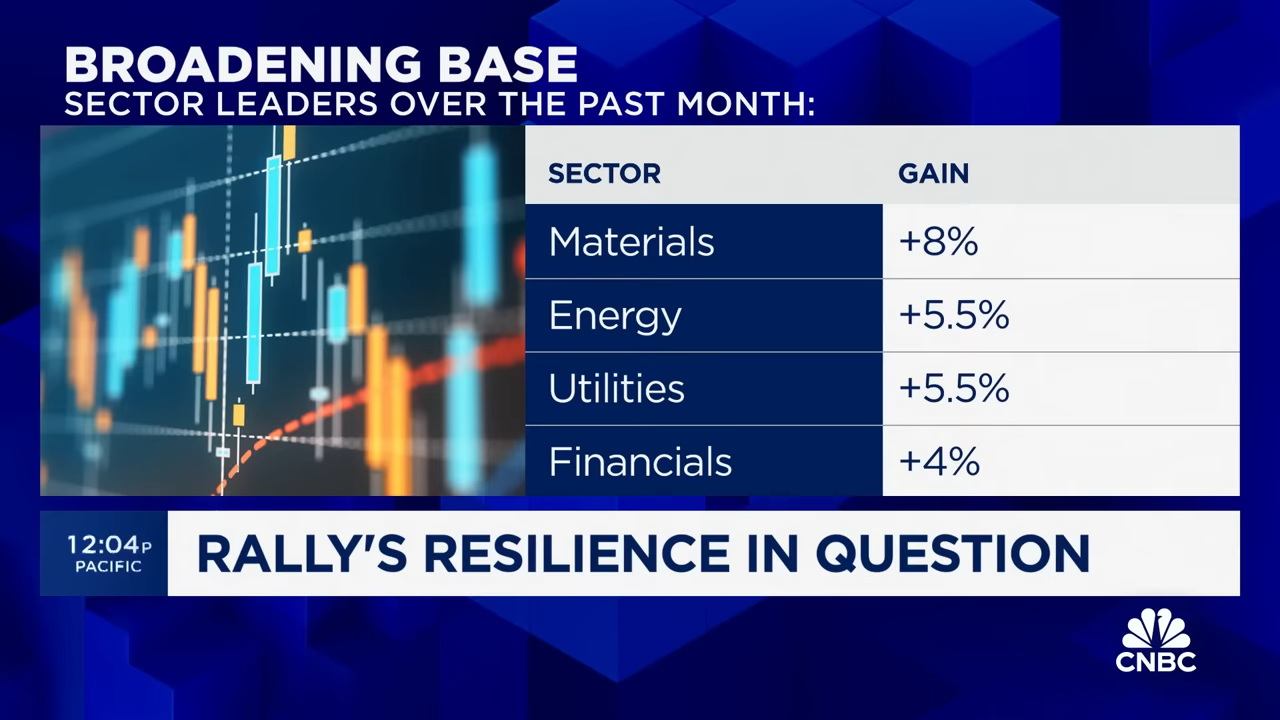 BROADENING BASE
SECTOR LEADERS OVER THE PAST MONTH:
SECTOR GAIN
Materials +8%
Energy +5.5%
Utilities +5.5%
Financials +4%
12:04P
PACIFIC
RALLY'S RESILIENCE IN QUESTION
CNBC